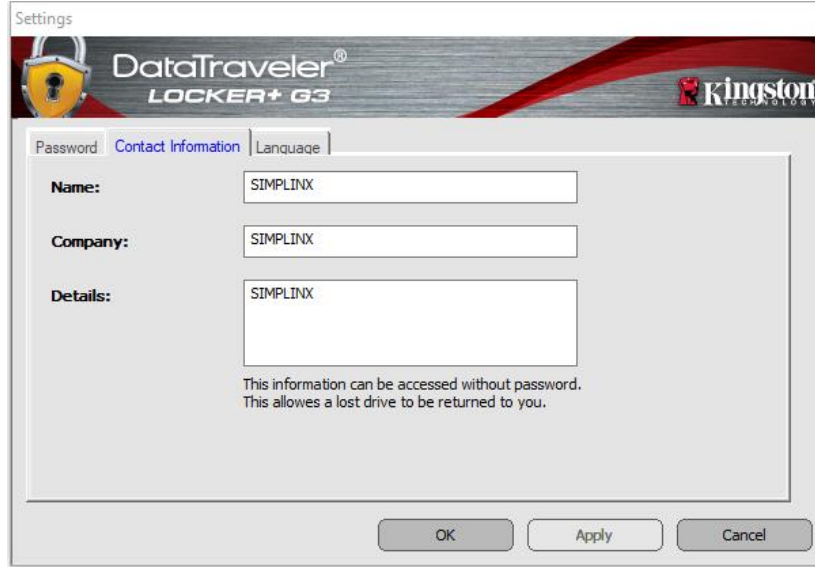 Settings
DataTraveler®
LOCKER+ G3
Kingston
TECHNOLOGY
Password Contact Information Language
Name: SIMPLINX
Company: SIMPLINX
Details: SIMPLINX
This information can be accessed without password.
This allowes a lost drive to be returned to you.
OK Apply Cancel